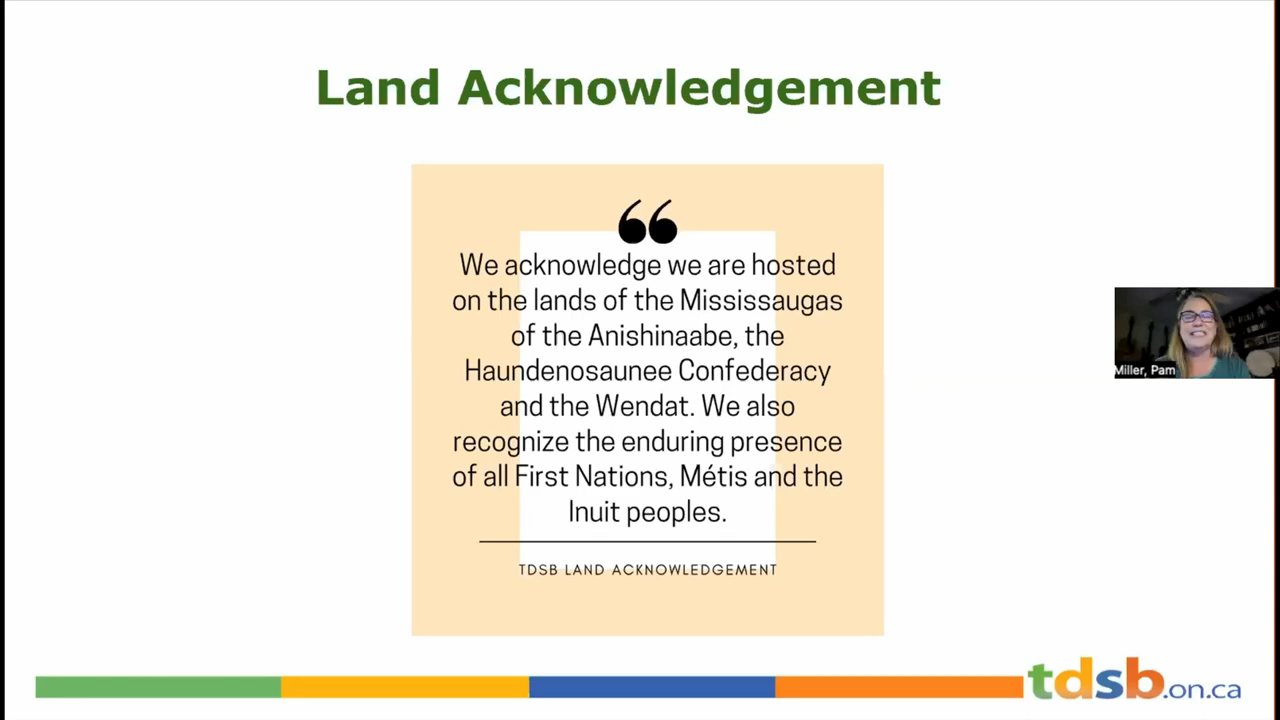 Land Acknowledgement
“
We acknowledge we are hosted
on the lands of the Mississaugas
of the Anishinaabe, the
Haundenosaunee Confederacy
and the Wendat. We also
recognize the enduring presence
of all First Nations, Métis and the
Inuit peoples.
TDSB LAND ACKNOWLEDGEMENT
Miller, Pam
tdsb.on.ca